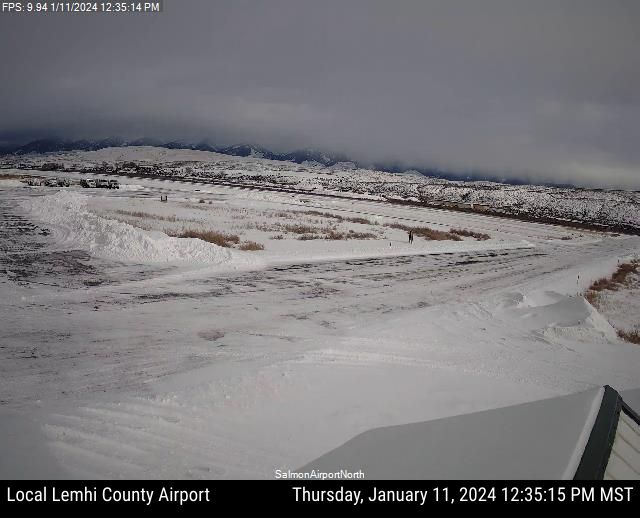 FPS: 9.94 1/11/2024 12:35:14 PM
SalmonAirportNorth
Local Lemhi County Airport Thursday, January 11, 2024 12:35:15 PM MST